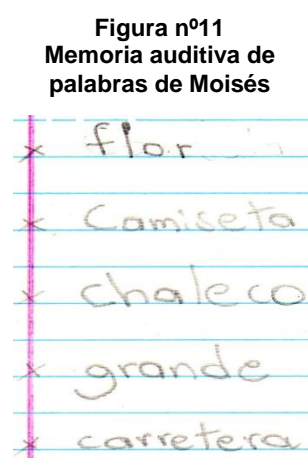 Figura nº11
Memoria auditiva de
palabras de Moisés
x flor
x Camiseta
x chaleco
x grande
x carretera